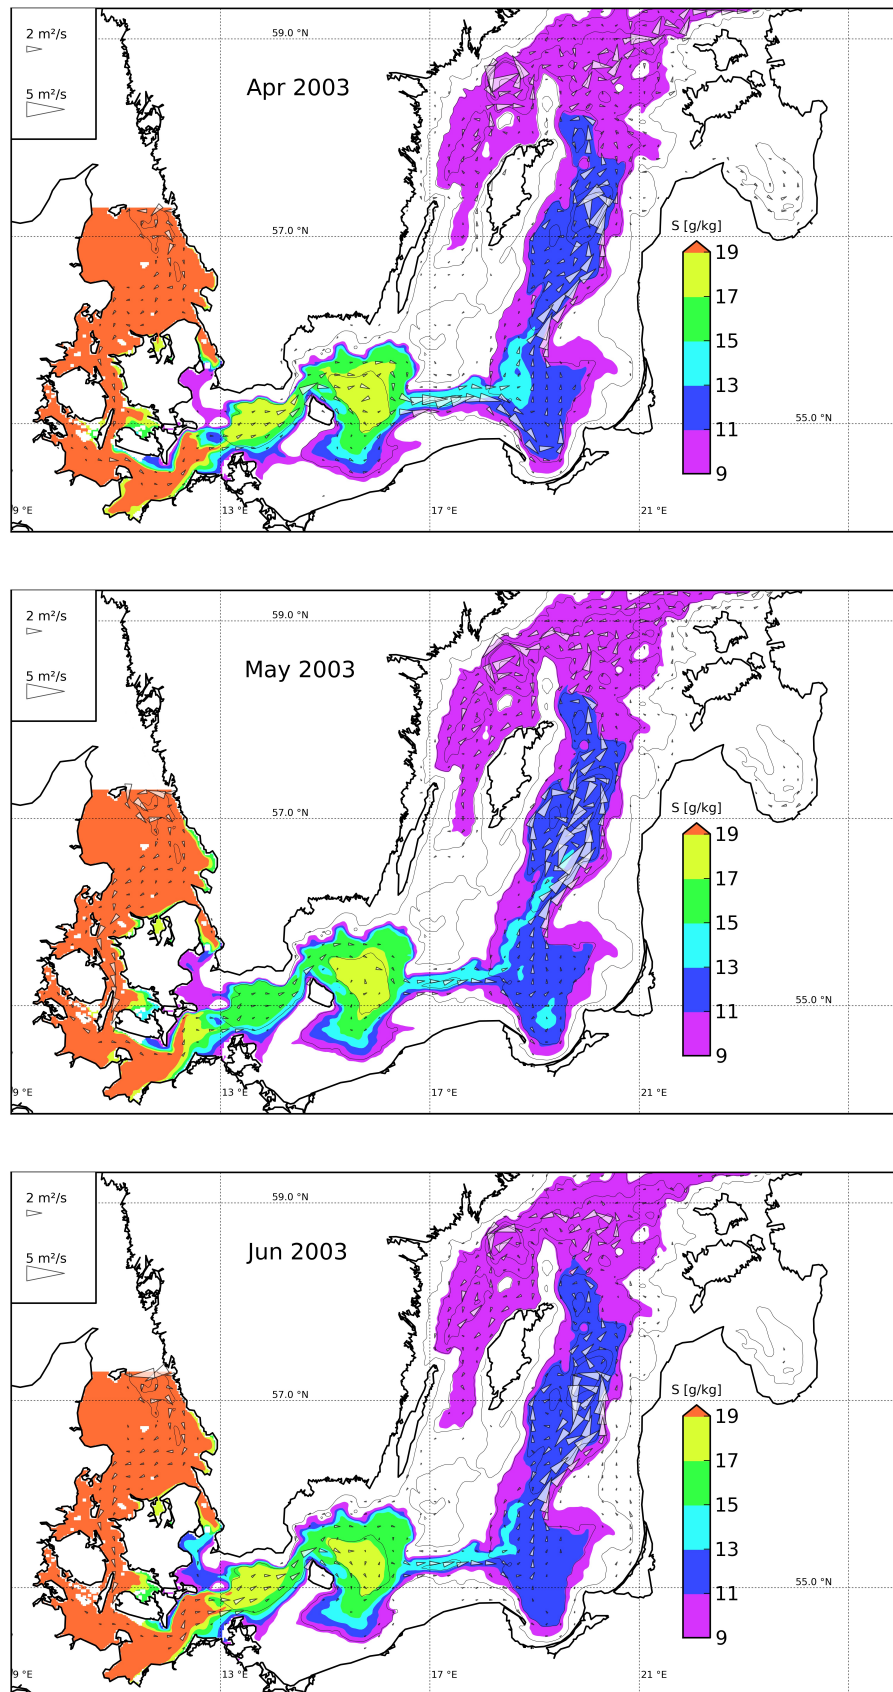 2 m²/s
5 m²/s
Apr 2003
59.0 °N
57.0 °N
S [g/kg]
19
17
15
13
11
9
55.0 °N
9 °E
13 °E
17 °E
21 °E
2 m²/s
5 m²/s
May 2003
59.0 °N
57.0 °N
S [g/kg]
19
17
15
13
11
9
55.0 °N
9 °E
13 °E
17 °E
21 °E
2 m²/s
5 m²/s
Jun 2003
59.0 °N
57.0 °N
S [g/kg]
19
17
15
13
11
9
55.0 °N
9 °E
13 °E
17 °E
21 °E